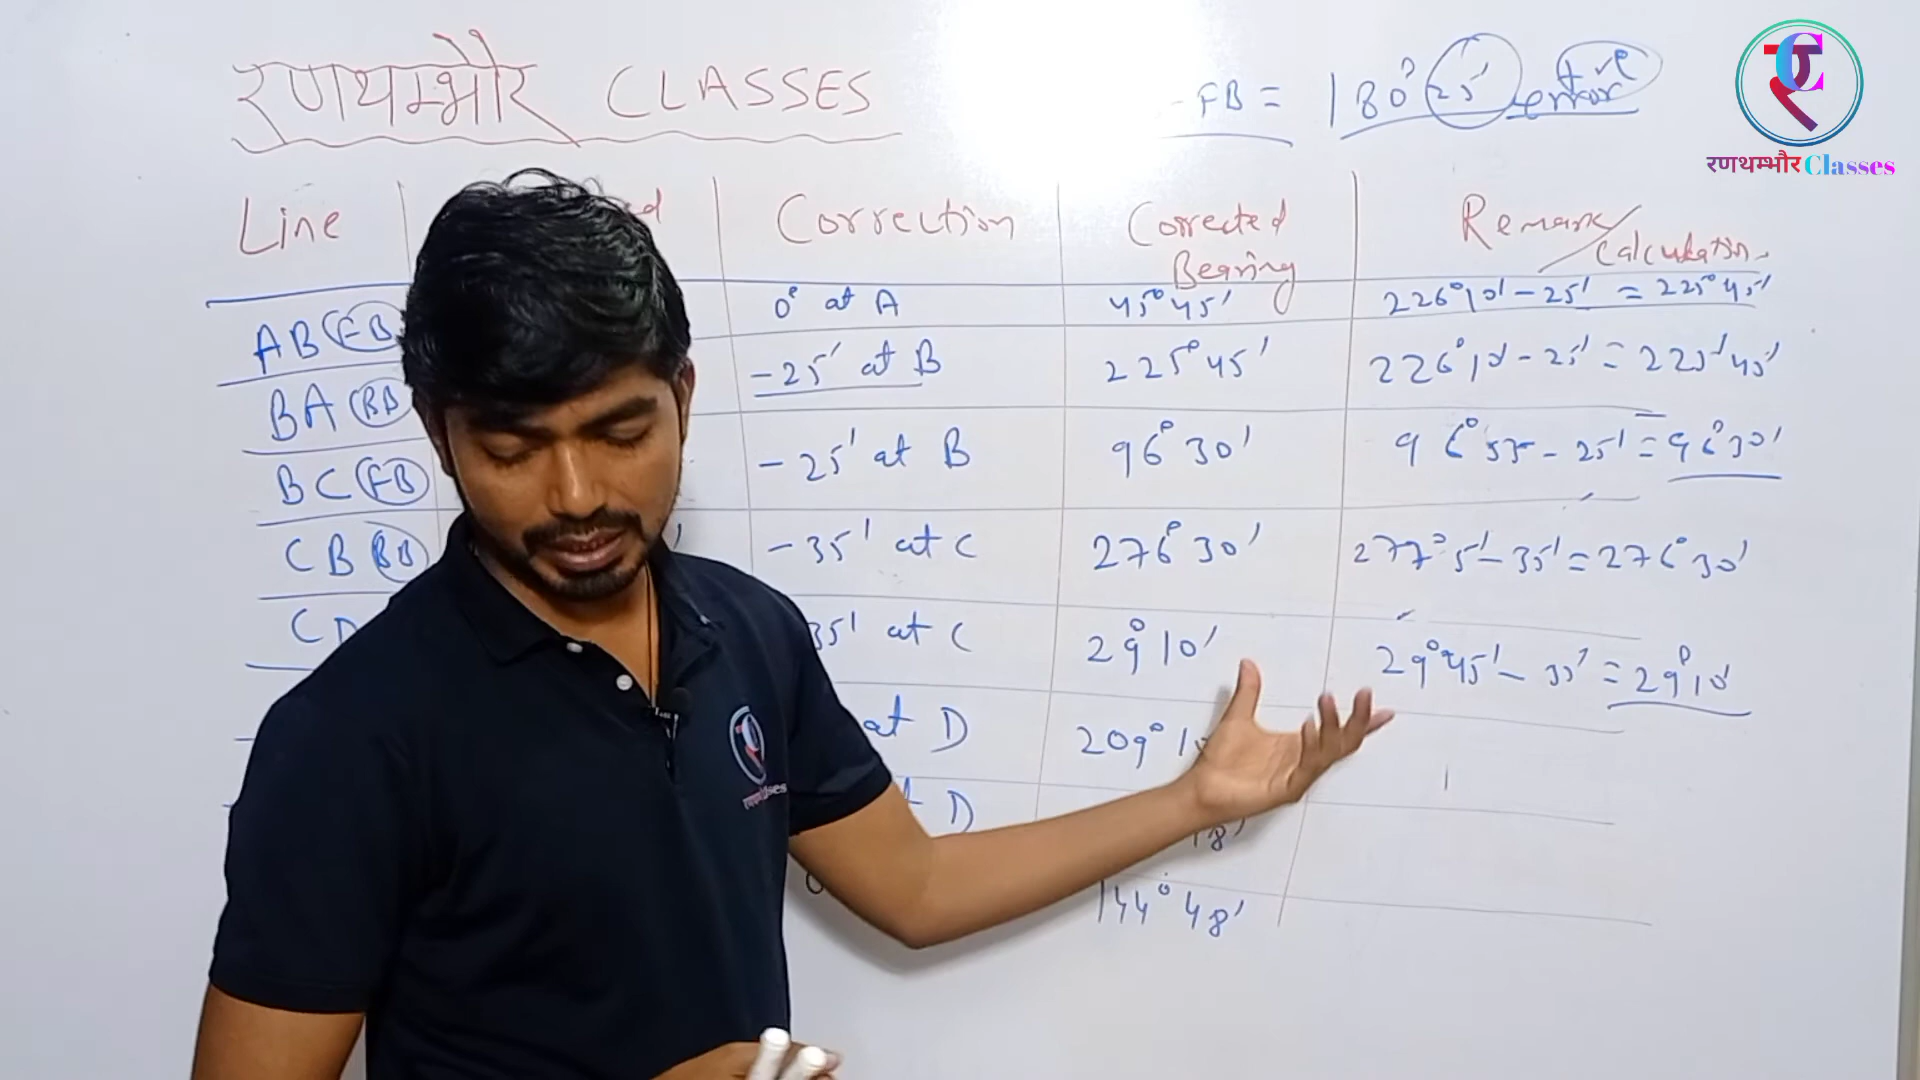 रणथम्भौर CLASSES
- FB = 180° 25' error +ve
रणथम्भौर Classes
Line Correction Corrected Bearing Remark/Calculation
AB (FB) 0° at A 45° 45' 226° 10' - 25' = 225° 45'
BA (BB) -25' at B 225° 45' 226° 10' - 25' = 225° 45'
BC (FB) -25' at B 96° 30' 96° 55' - 25' = 96° 30'
CB (BB) -35' at C 276° 30' 277° 5' - 35' = 276° 30'
CD 35' at C 29° 10' 29° 45' - 35' = 29° 10'
at D 209°
D 18'
144° 48'